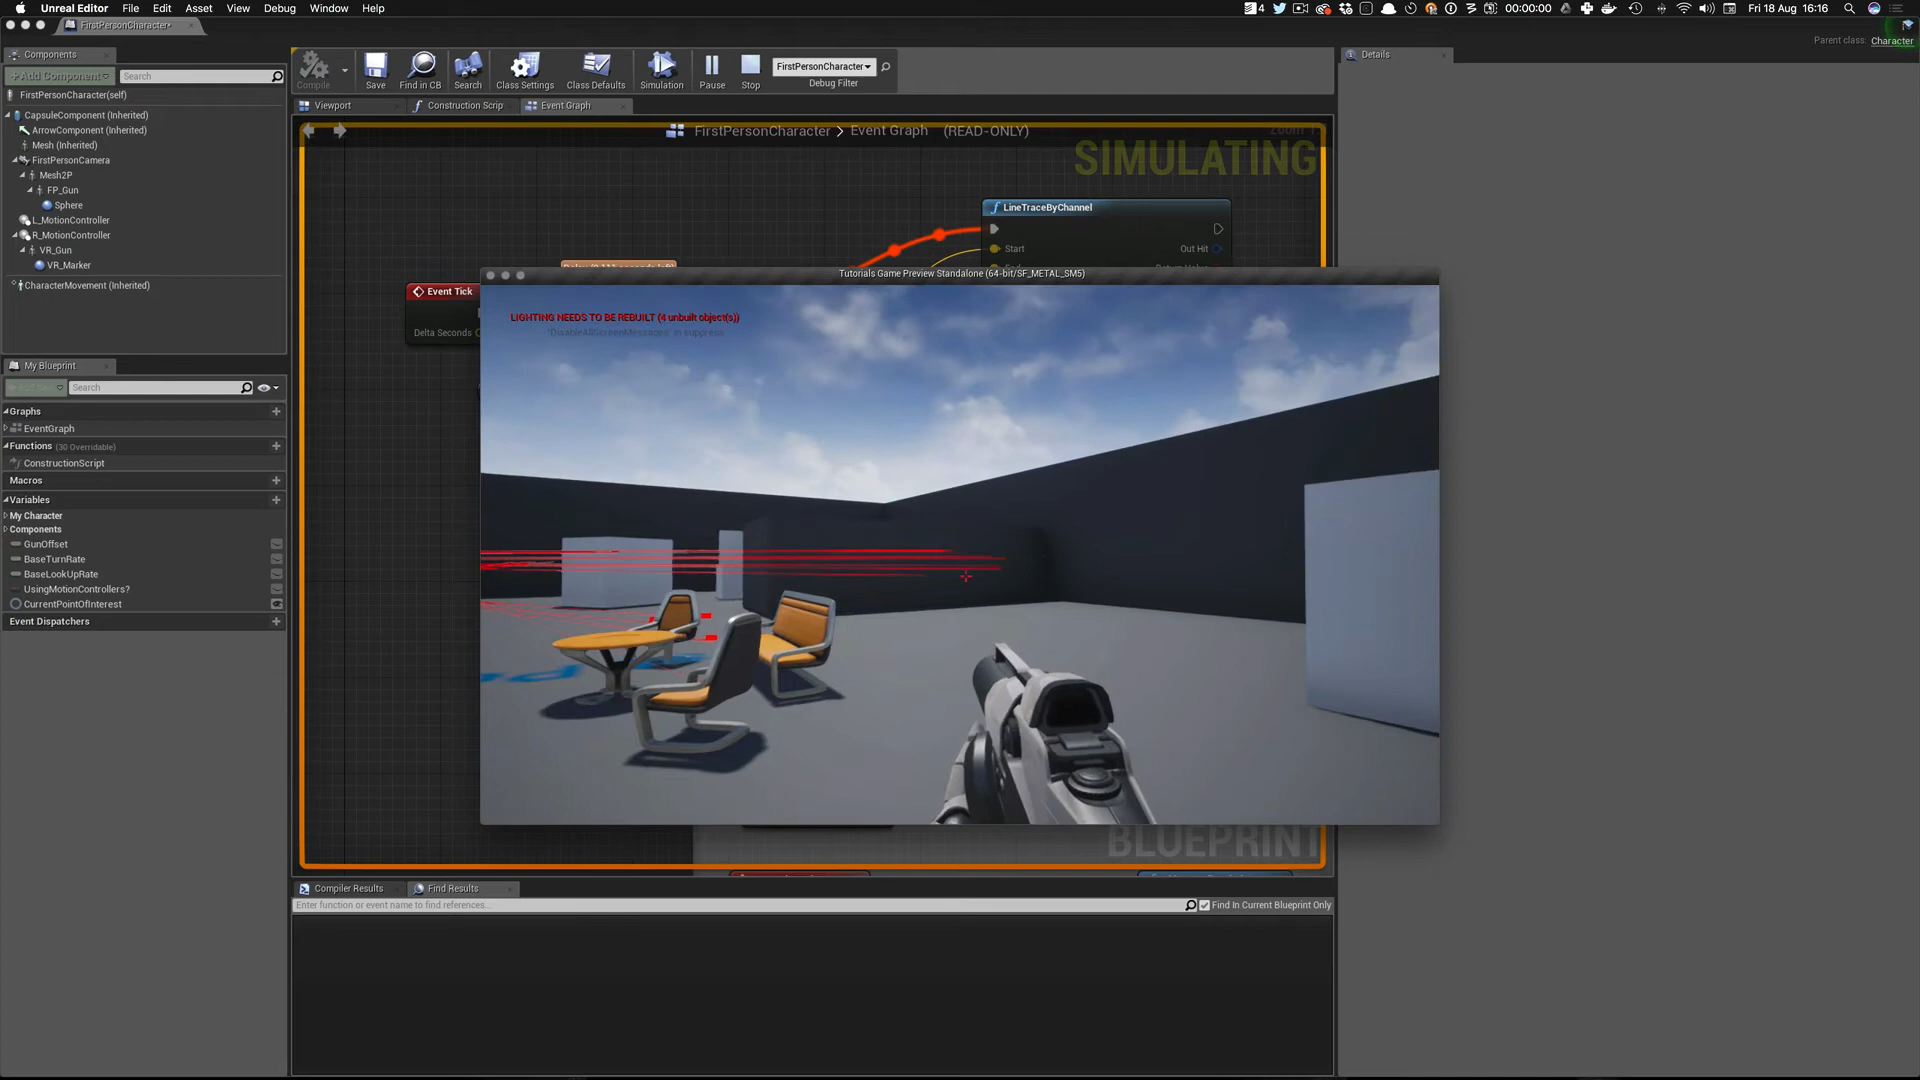 Unreal Editor File Edit Asset View Debug Window Help
4 00:00:00 Fri 18 Aug 16:16
FirstPersonCharacter*
Parent class: Character
Components
+Add Component Search
FirstPersonCharacter(self)
CapsuleComponent (Inherited)
ArrowComponent (Inherited)
Mesh (Inherited)
FirstPersonCamera
Mesh2P
FP_Gun
Sphere
L_MotionController
R_MotionController
VR_Gun
VR_Marker
CharacterMovement (Inherited)
My Blueprint
Search
Graphs
EventGraph
Functions (30 Overridable)
ConstructionScript
Macros
Variables
My Character
Components
GunOffset
BaseTurnRate
BaseLookUpRate
UsingMotionControllers?
CurrentPointOfInterest
Event Dispatchers
Compile Save Find in CB Search Class Settings Class Defaults Simulation Pause Stop
FirstPersonCharacter
Debug Filter
Viewport Construction Scrip Event Graph
FirstPersonCharacter > Event Graph (READ-ONLY)
SIMULATING
LineTraceByChannel
Start Out Hit
Event Tick
Delta Seconds
Tutorials Game Preview Standalone (64-bit/SF_METAL_SM5)
LIGHTING NEEDS TO BE REBUILT (4 unbuilt object(s))
'DisableAllScreenMessages' to suppress
BLUEPRINT
Compiler Results Find Results
Enter function or event name to find references...
Find In Current Blueprint Only
Details